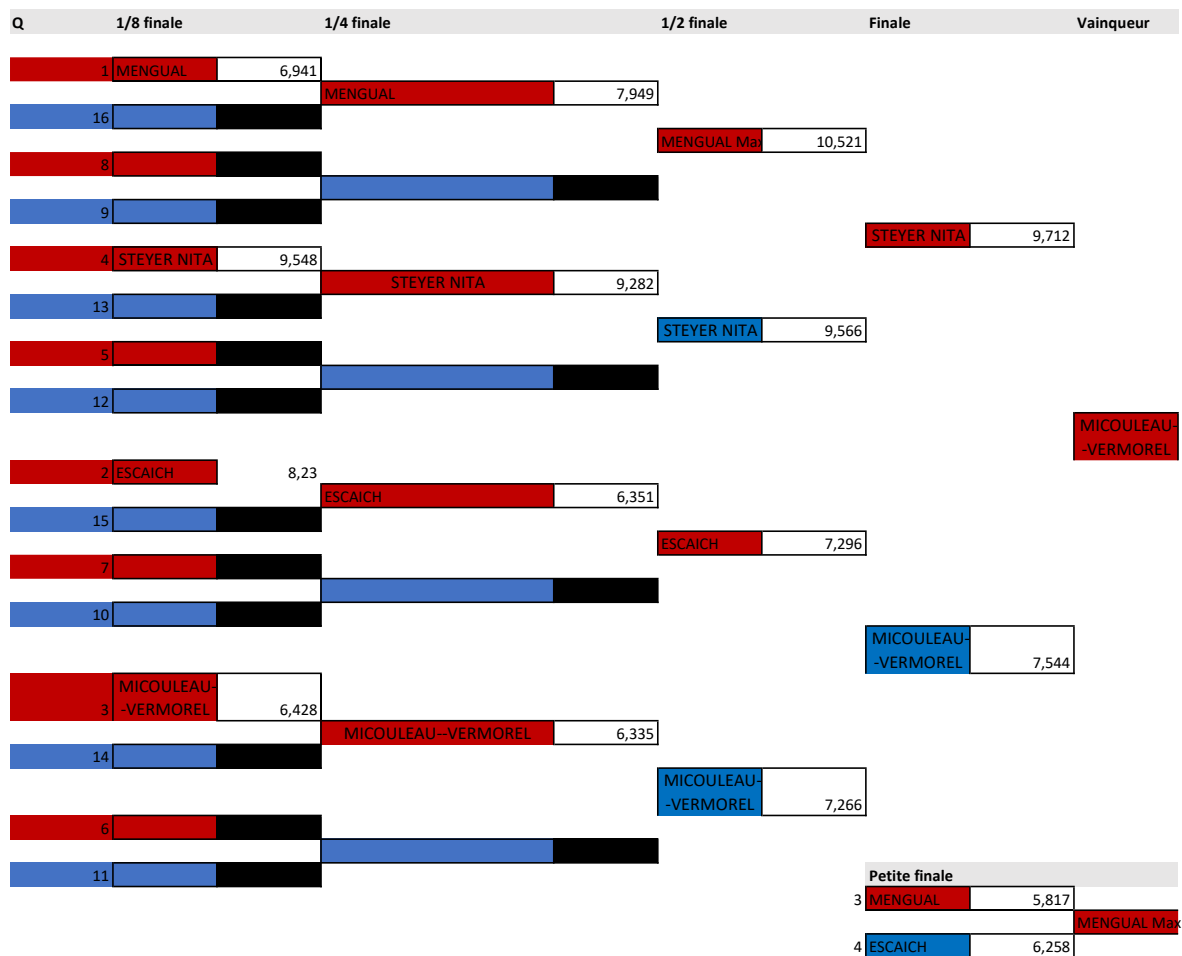 Q 1/8 finale 1/4 finale 1/2 finale Finale Vainqueur
1 MENGUAL 6,941
MENGUAL 7,949
16
MENGUAL Max 10,521
8
9
STEYER NITA 9,712
4 STEYER NITA 9,548
STEYER NITA 9,282
13
STEYER NITA 9,566
5
12
MICOULEAU-
-VERMOREL
2 ESCAICH 8,23
ESCAICH 6,351
15
ESCAICH 7,296
7
10
MICOULEAU-
-VERMOREL 7,544
MICOULEAU-
3 -VERMOREL 6,428
MICOULEAU--VERMOREL 6,335
14
MICOULEAU-
-VERMOREL 7,266
6
11
Petite finale
3 MENGUAL 5,817
MENGUAL Max
4 ESCAICH 6,258